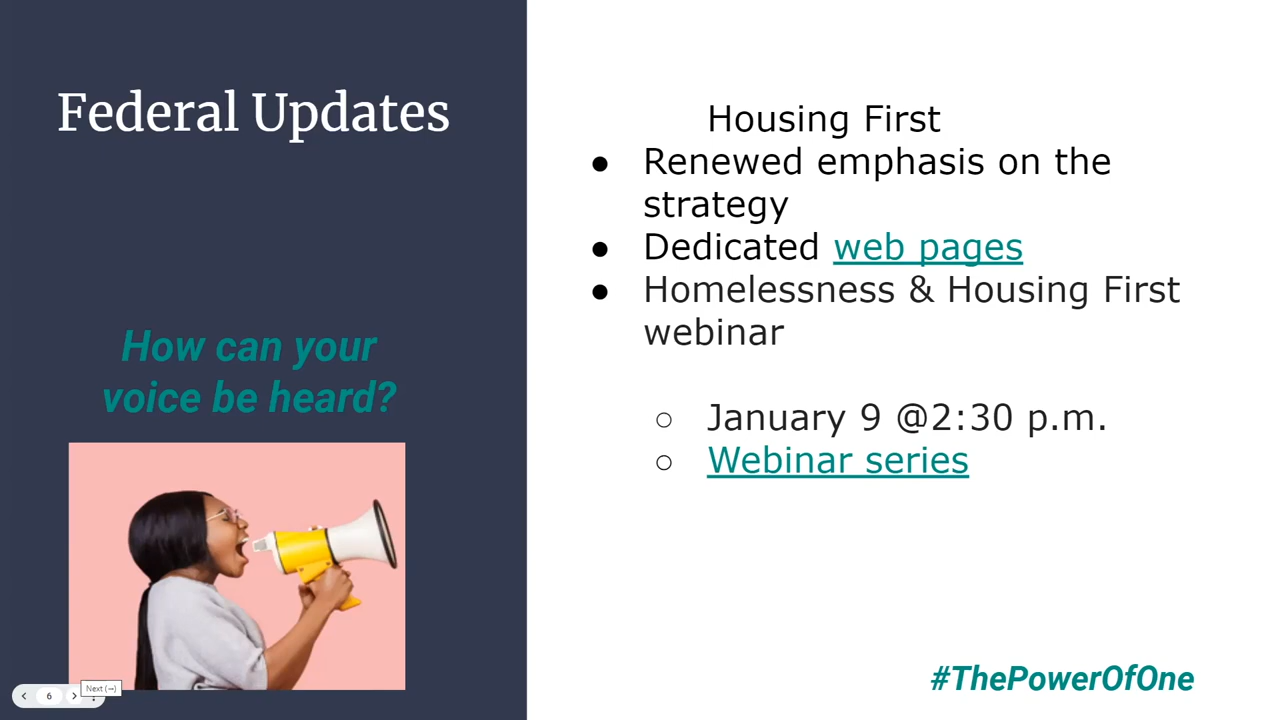 Federal Updates
How can your
voice be heard?
Housing First
● Renewed emphasis on the
strategy
● Dedicated web pages
● Homelessness & Housing First
webinar
○ January 9 @2:30 p.m.
○ Webinar series
#ThePowerOfOne
6
Next (→)